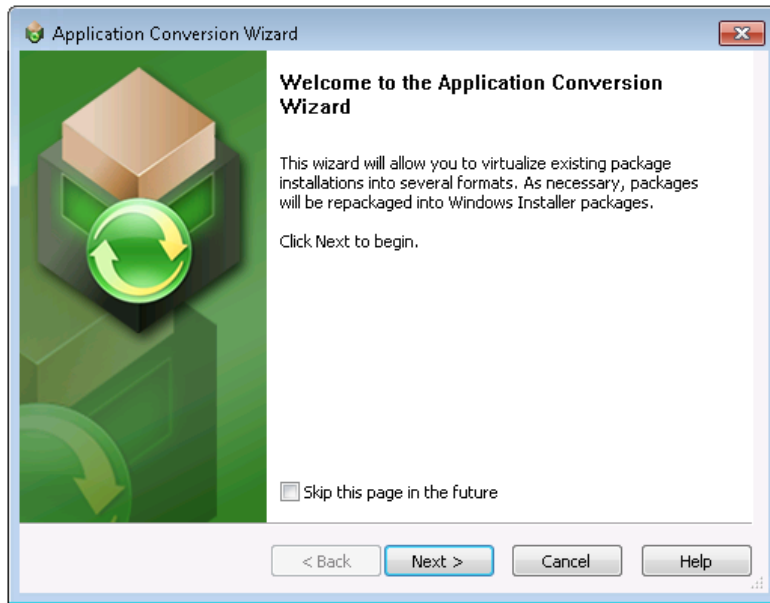 Application Conversion Wizard
Welcome to the Application Conversion
Wizard
This wizard will allow you to virtualize existing package
installations into several formats. As necessary, packages
will be repackaged into Windows Installer packages.
Click Next to begin.
Skip this page in the future
< Back Next > Cancel Help